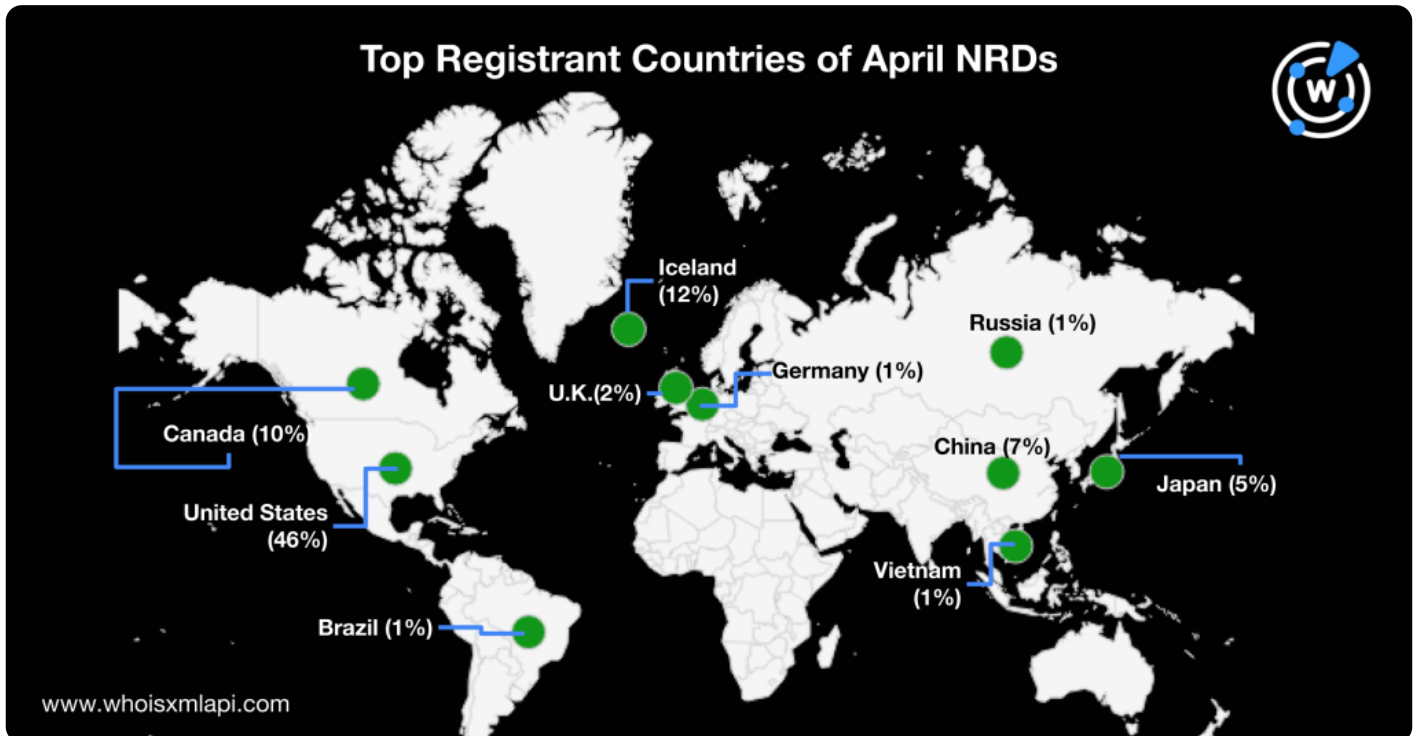 Top Registrant Countries of April NRDs
W
Iceland
(12%)
Russia (1%)
Germany (1%)
U.K.(2%)
Canada (10%)
China (7%)
Japan (5%)
United States
(46%)
Vietnam
(1%)
Brazil (1%)
www.whoisxmlapi.com